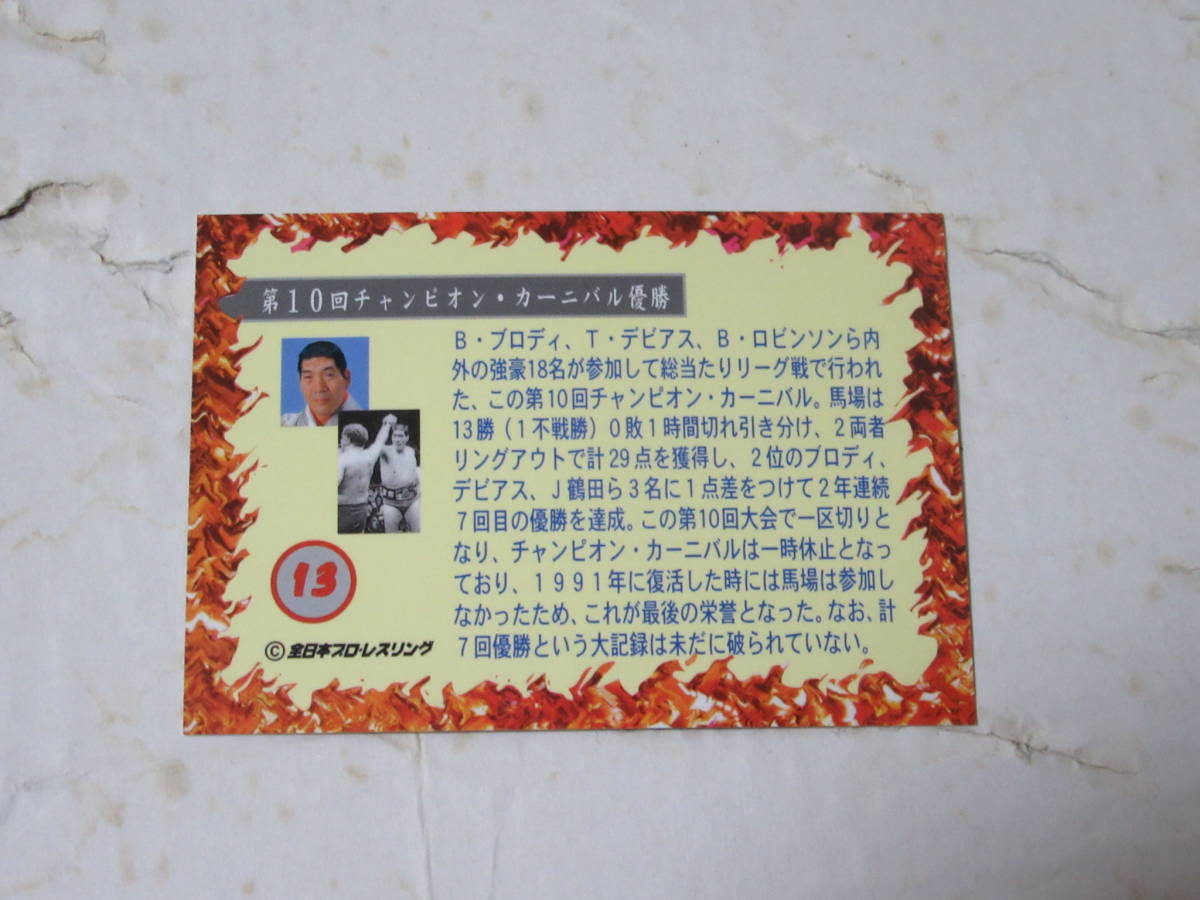 第10回チャンピオン・カーニバル優勝
B・ブロディ、T・デビアス、B・ロビンソンら内
外の強豪18名が参加して総当たりリーグ戦で行われ
た、この第10回チャンピオン・カーニバル。馬場は
13勝（1不戦勝）0敗1時間切れ引き分け、2両者
リングアウトで計29点を獲得し、2位のブロディ、
デビアス、J鶴田ら3名に1点差をつけて2年連続
7回目の優勝を達成。この第10回大会で一区切りと
なり、チャンピオン・カーニバルは一時休止となっ
ており、1991年に復活した時には馬場は参加し
なかったため、これが最後の栄誉となった。なお、計
7回優勝という大記録は未だに破られていない。
13
©全日本プロ・レスリング